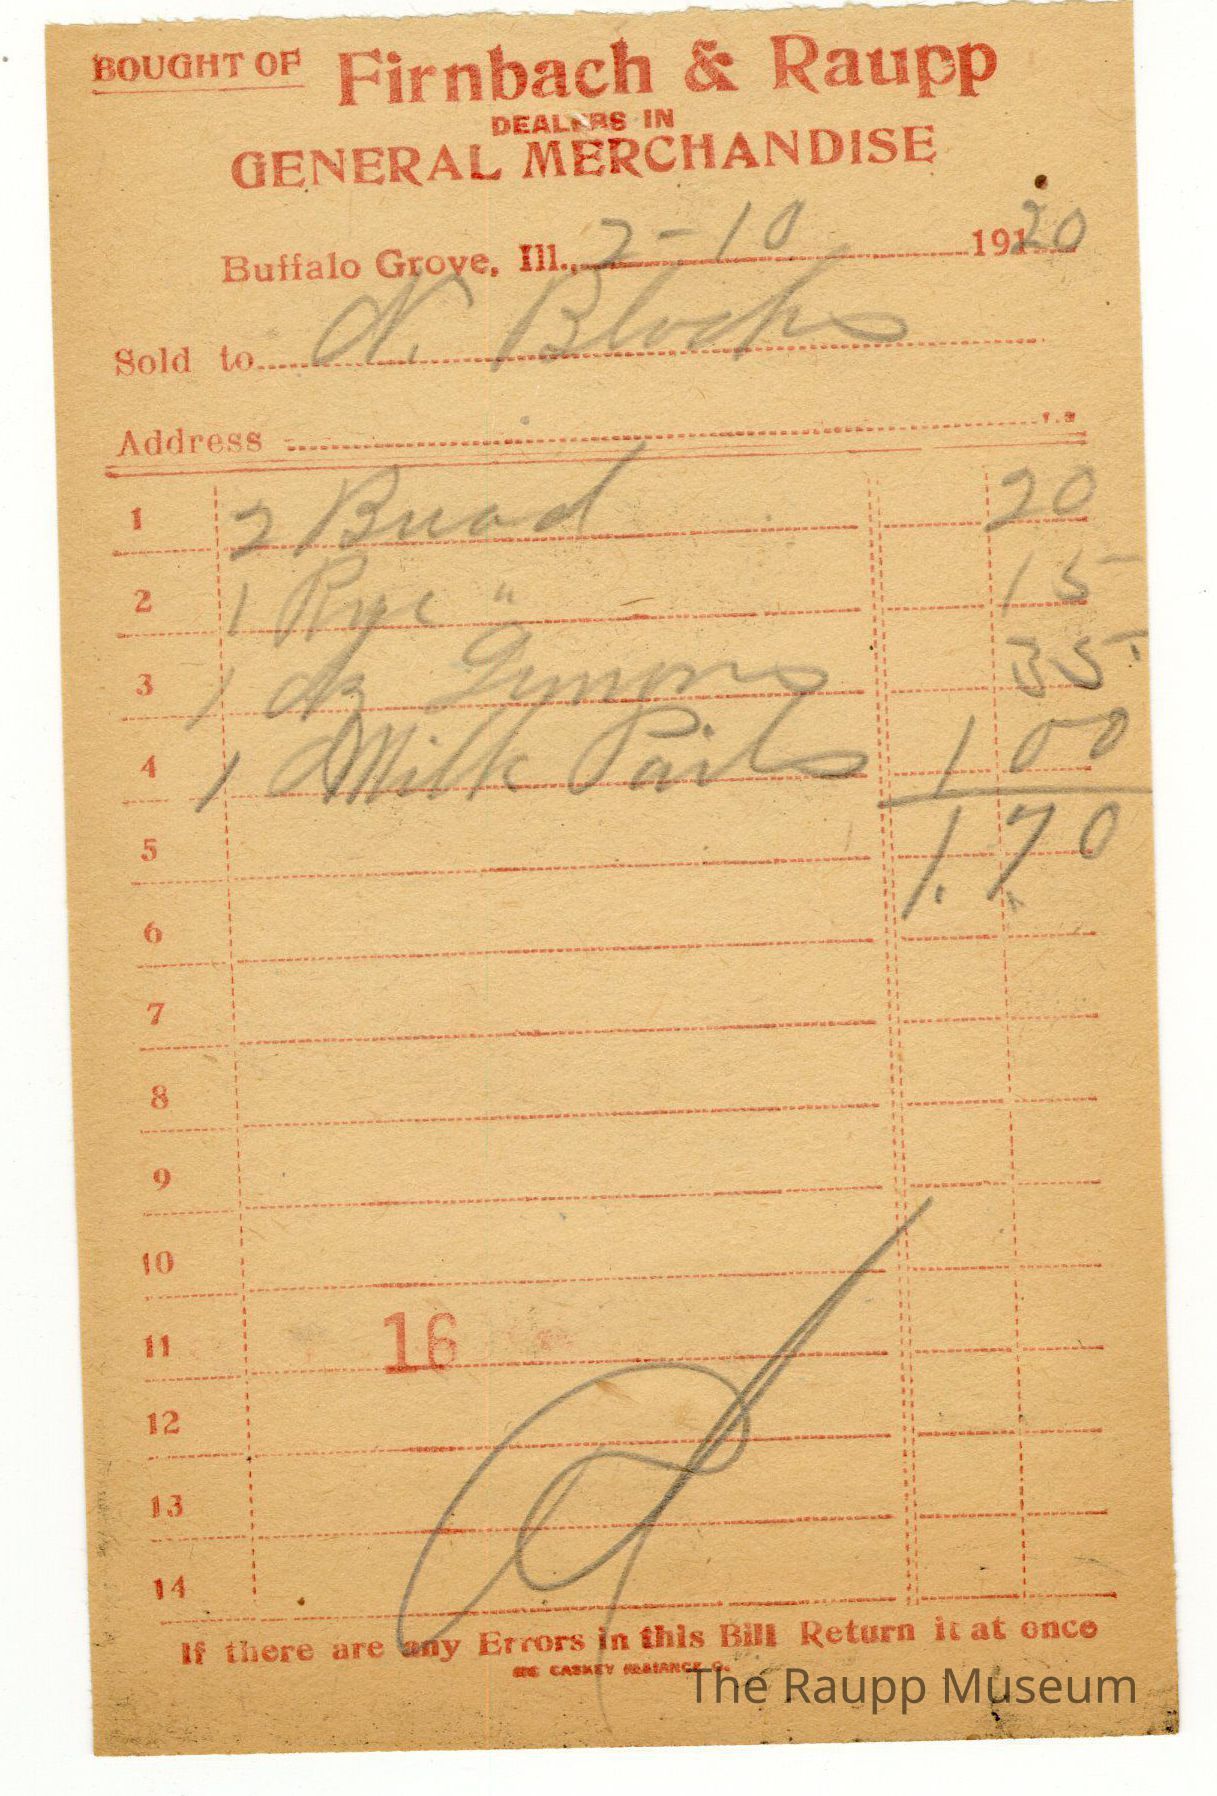 BOUGHT OF Firnbach & Raupp
DEALERS IN
GENERAL MERCHANDISE
Buffalo Grove, Ill., 2-10 19120
Sold to N. Blocks
Address
1 2 Bread 20
2 1 Rye " 15
3 1 dz 35
4 1 Milk Pails 1 00
5 1.70
6
7
8
9
10
11 16
12
13
14
If there are any Errors in this Bill Return it at once
The Raupp Museum